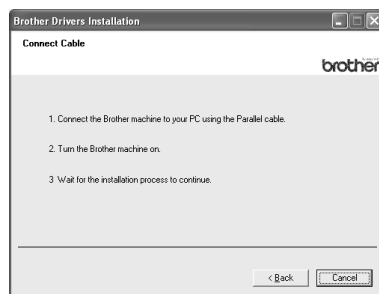 Brother Drivers Installation
Connect Cable
brother
1. Connect the Brother machine to your PC using the Parallel cable.
2. Turn the Brother machine on.
3 Wait for the installation process to continue.
< Back
Cancel